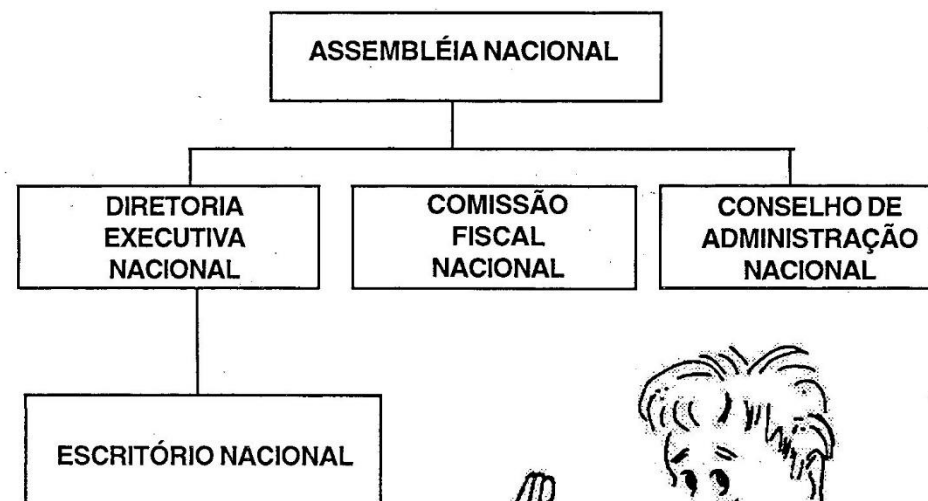 ASSEMBLÉIA NACIONAL
DIRETORIA
EXECUTIVA
NACIONAL
COMISSÃO
FISCAL
NACIONAL
CONSELHO DE
ADMINISTRAÇÃO
NACIONAL
ESCRITÓRIO NACIONAL